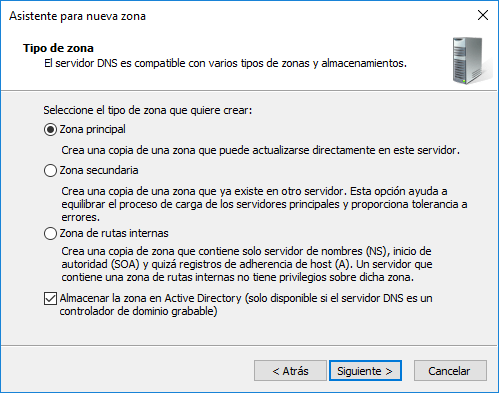 Asistente para nueva zona
Tipo de zona
El servidor DNS es compatible con varios tipos de zonas y almacenamientos.
Seleccione el tipo de zona que quiere crear:
Zona principal
Crea una copia de una zona que puede actualizarse directamente en este servidor.
Zona secundaria
Crea una copia de una zona que ya existe en otro servidor. Esta opción ayuda a
equilibrar el proceso de carga de los servidores principales y proporciona tolerancia a
errores.
Zona de rutas internas
Crea una copia de zona que contiene solo servidor de nombres (NS), inicio de
autoridad (SOA) y quizá registros de adherencia de host (A). Un servidor que
contiene una zona de rutas internas no tiene privilegios sobre dicha zona.
Almacenar la zona en Active Directory (solo disponible si el servidor DNS es un
controlador de dominio grabable)
< Atrás
Siguiente >
Cancelar